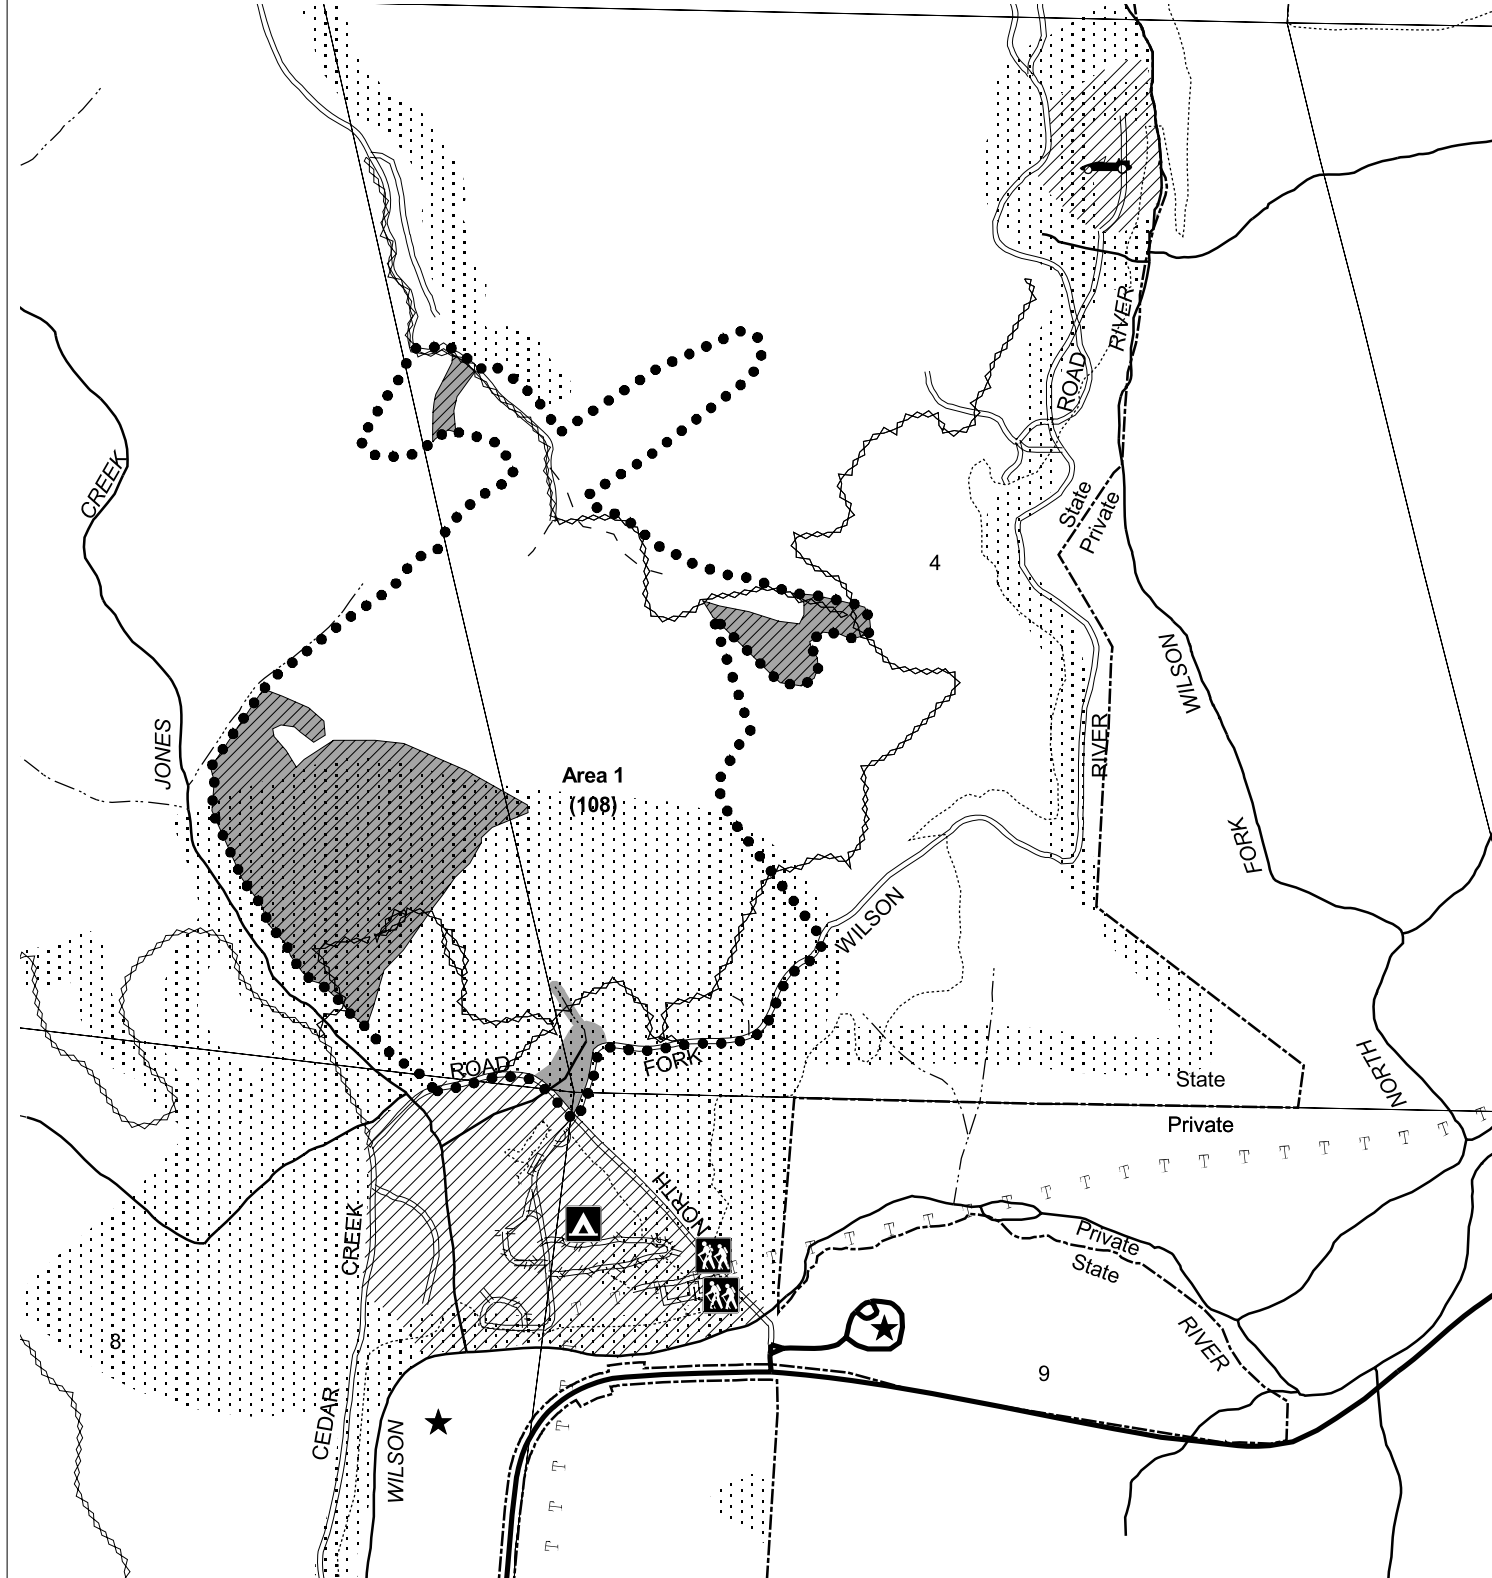 RIVER
ROAD
CREEK
State
Private
4
WILSON
JONES
RIVER
Area 1
(108)
FORK
WILSON
ROAD
FORK
NORTH
State
Private
NORTH
CREEK
Private
State
8
RIVER
9
CEDAR
WILSON
T T T T T T T T T T T T T T T T T T T T T T T T T